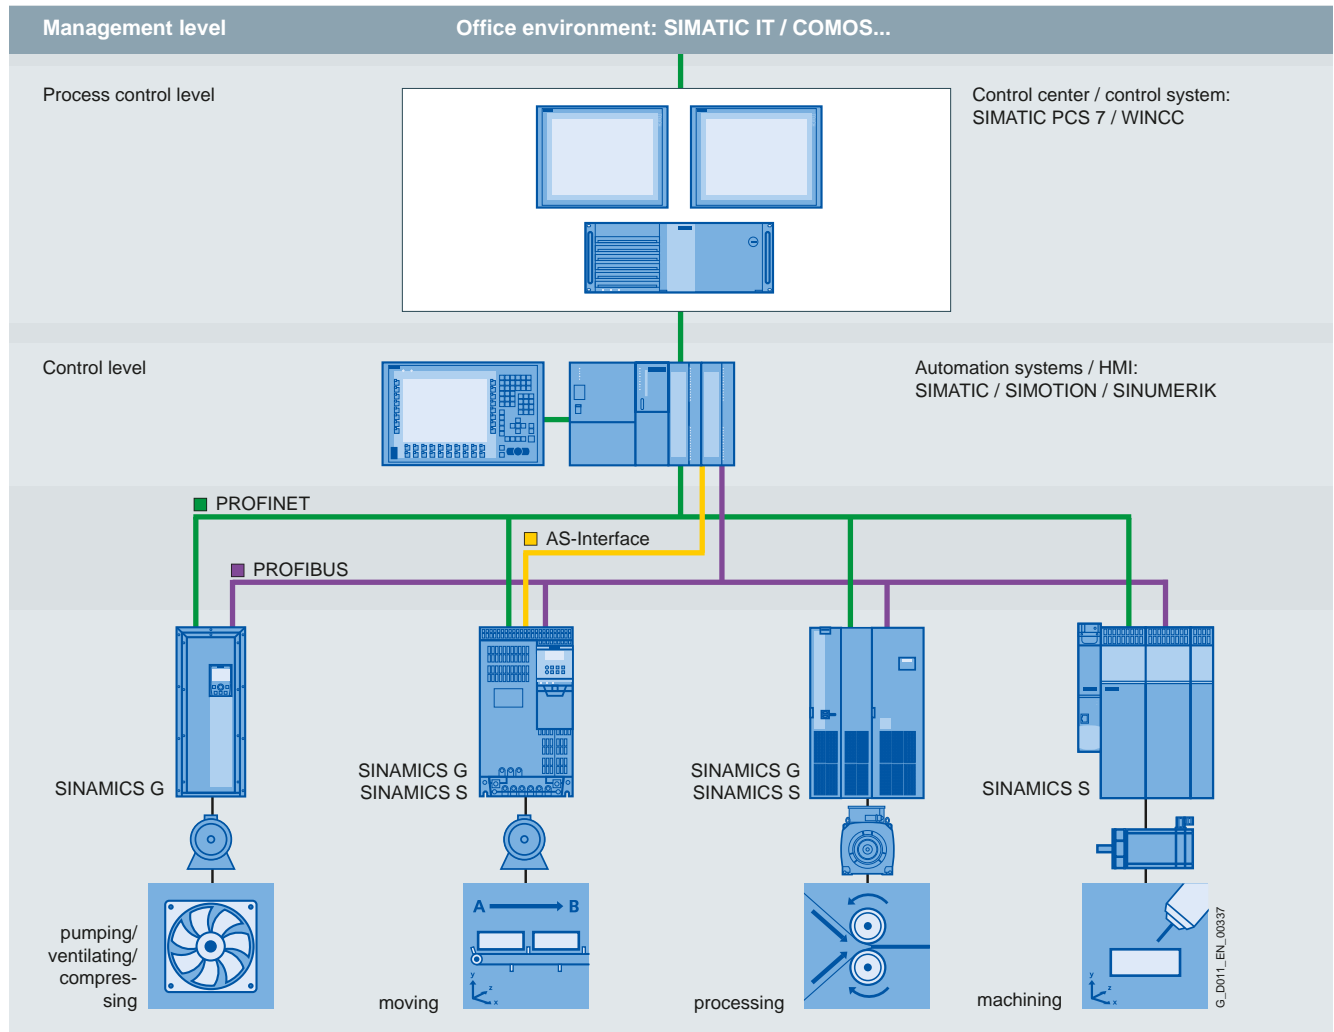 Management level
Office environment: SIMATIC IT / COMOS...
Process control level
Control center / control system:
SIMATIC PCS 7 / WINCC
Control level
Automation systems / HMI:
SIMATIC / SIMOTION / SINUMERIK
PROFINET
AS-Interface
PROFIBUS
SINAMICS G
SINAMICS G
SINAMICS S
SINAMICS G
SINAMICS S
SINAMICS S
pumping/
ventilating/
compres-
sing
A B
y
z
x
moving
processing
machining
y
z
x
G_D011_EN_00337